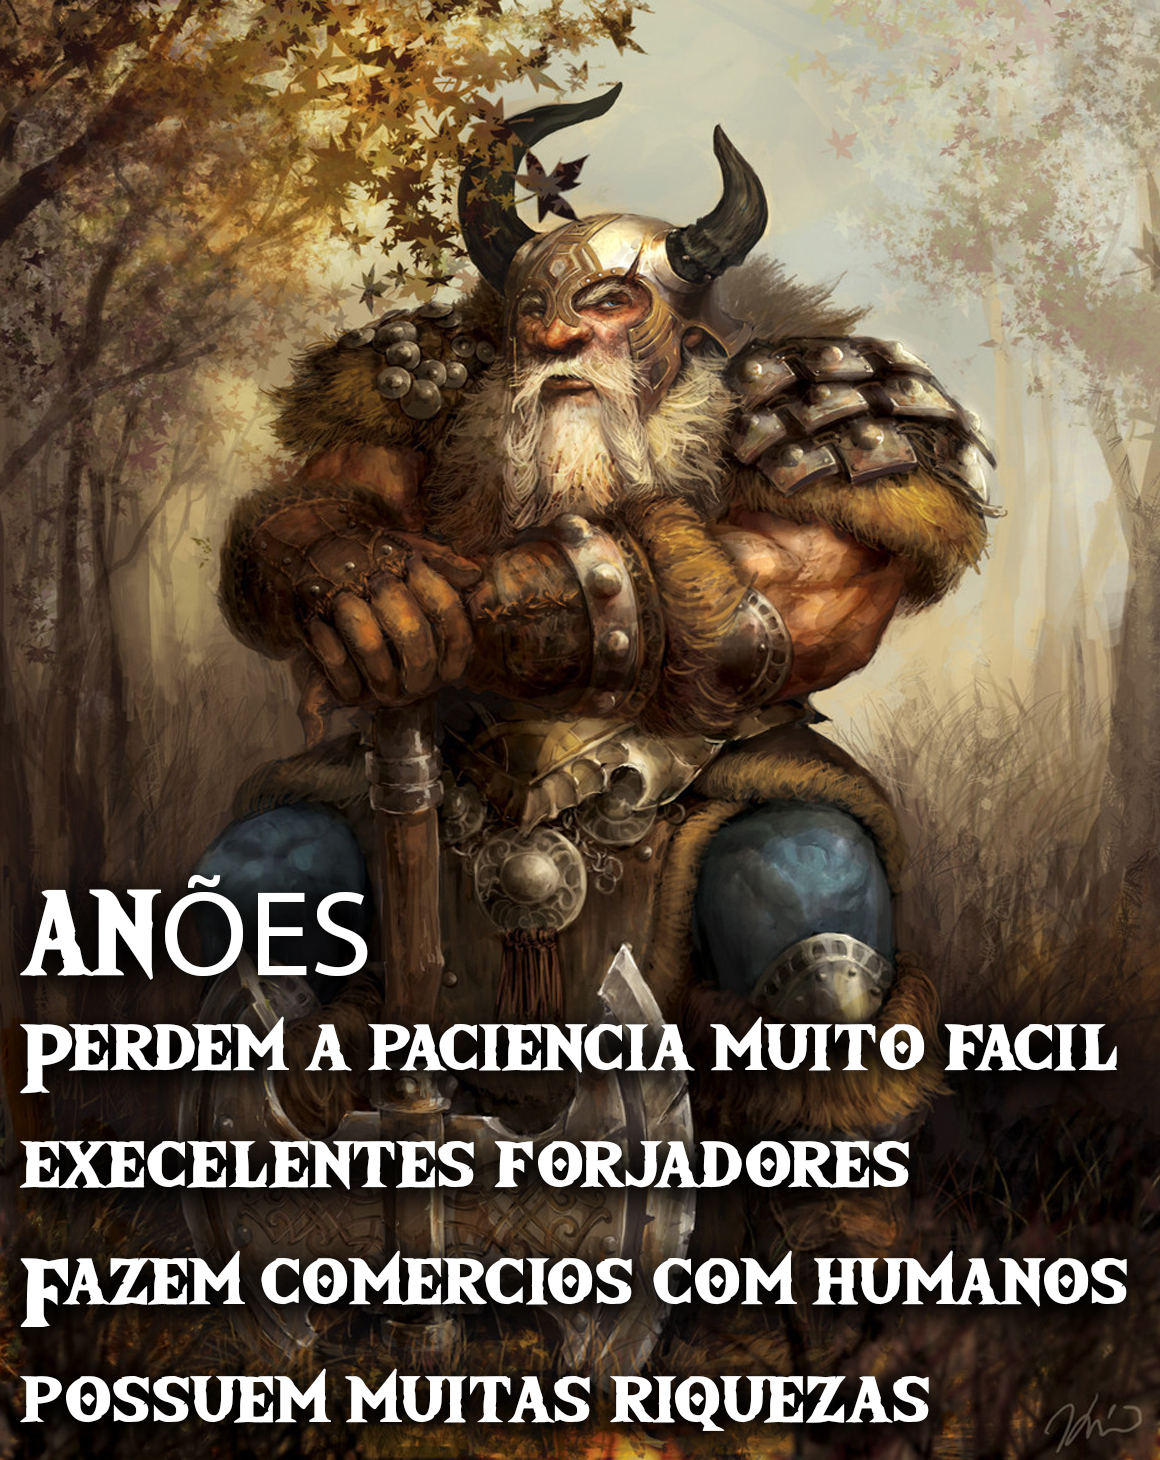 ANÕES
PERDEM A PACIENCIA MUITO FACIL
EXECELENTES FORJADORES
FAZEM COMERCIOS COM HUMANOS
POSSUEM MUITAS RIQUEZAS